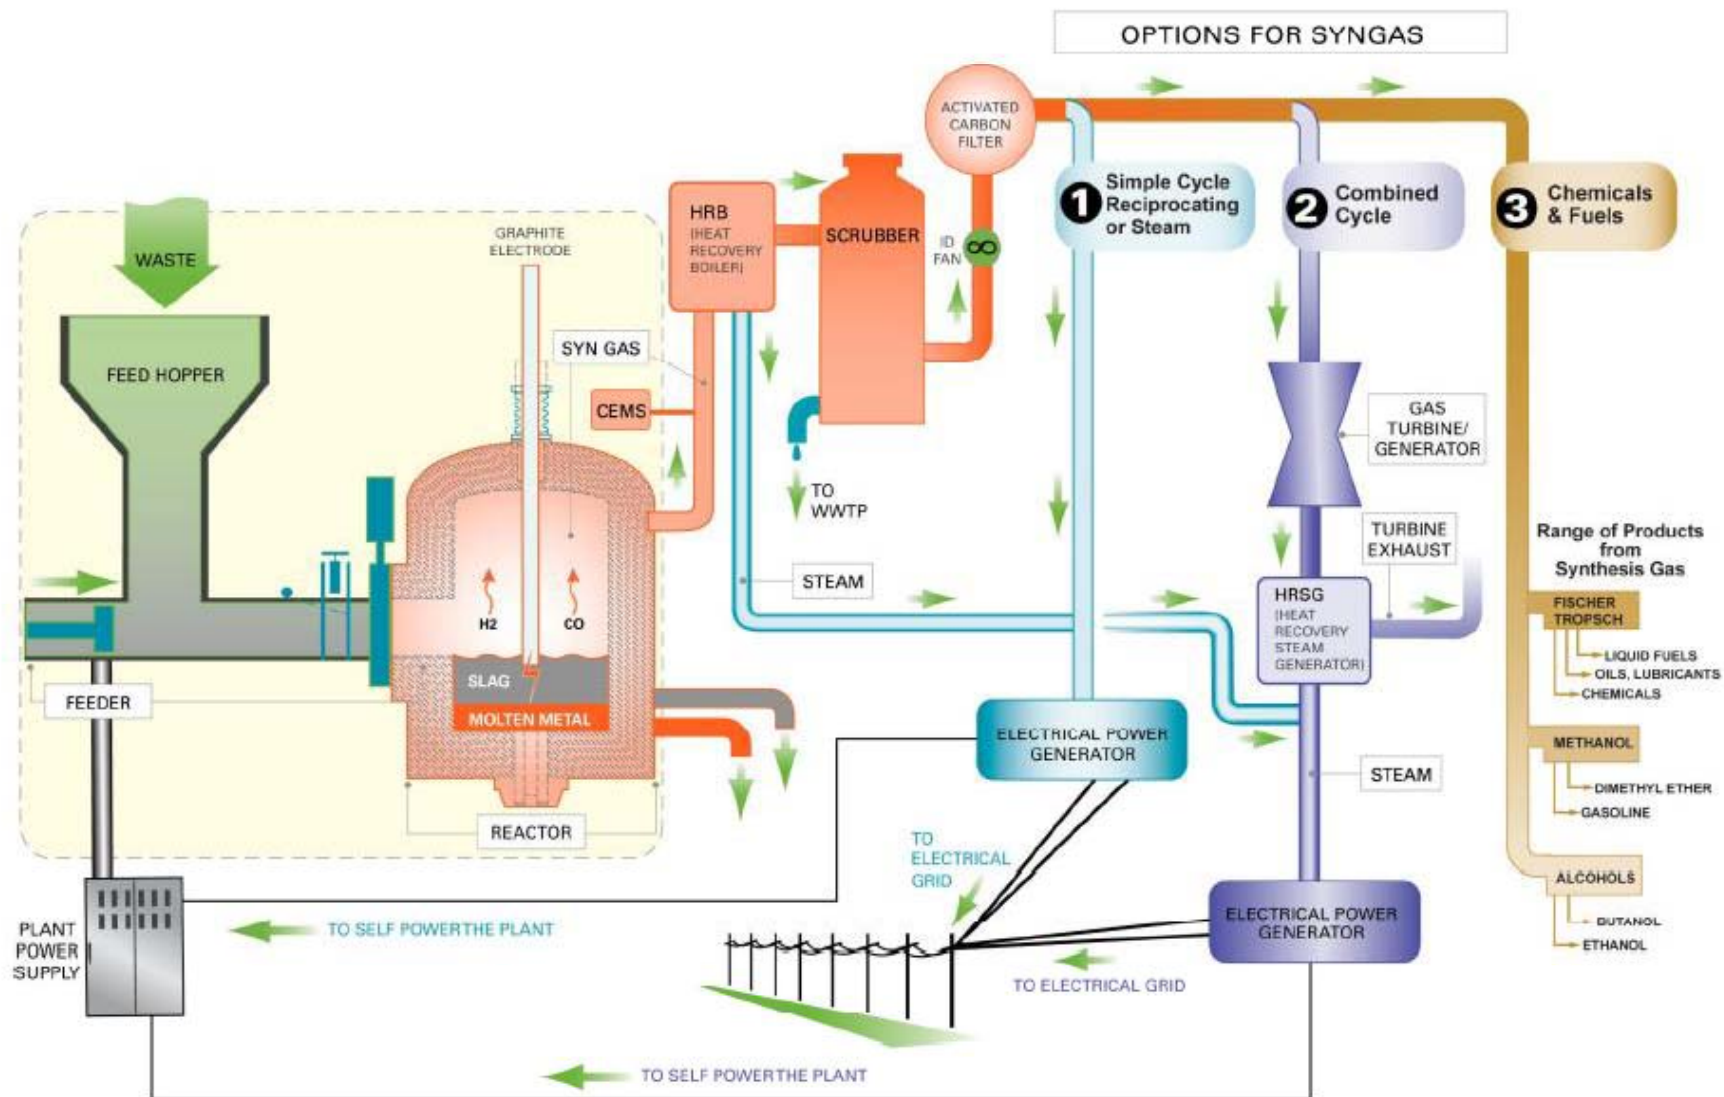 OPTIONS FOR SYNGAS
WASTE
FEED HOPPER
GRAPHITE
ELECTRODE
SYN GAS
CEMS
HRB
(HEAT
RECOVERY
BOILER)
SCRUBBER
ACTIVATED
CARBON
FILTER
ID
FAN
TO
WWTP
STEAM
H2
CO
SLAG
MOLTEN METAL
FEEDER
REACTOR
1 Simple Cycle
Reciprocating
or Steam
2 Combined
Cycle
3 Chemicals
& Fuels
GAS
TURBINE/
GENERATOR
TURBINE
EXHAUST
HRSG
(HEAT
RECOVERY
STEAM
GENERATOR)
STEAM
ELECTRICAL POWER
GENERATOR
TO
ELECTRICAL
GRID
ELECTRICAL POWER
GENERATOR
TO ELECTRICAL GRID
PLANT
POWER
SUPPLY
TO SELF POWERTHE PLANT
TO SELF POWERTHE PLANT
Range of Products
from
Synthesis Gas
FISCHER
TROPSCH
LIQUID FUELS
OILS, LUBRICANTS
CHEMICALS
METHANOL
DIMETHYL ETHER
GASOLINE
ALCOHOLS
BUTANOL
ETHANOL